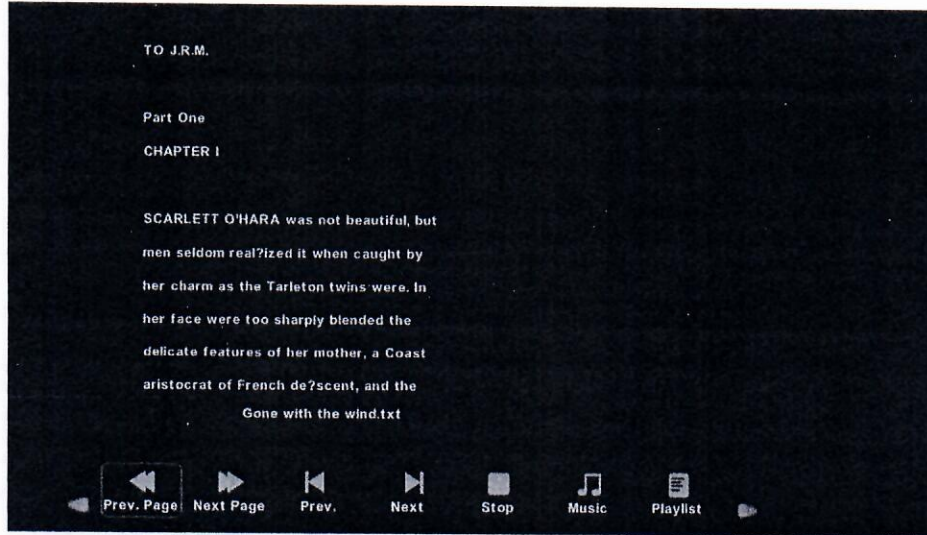 TO J.R.M.
Part One
CHAPTER I
SCARLETT O'HARA was not beautiful, but
men seldom real?ized it when caught by
her charm as the Tarleton twins were. In
her face were too sharply blended the
delicate features of her mother, a Coast
aristocrat of French de?scent, and the
Gone with the wind.txt
Prev. Page Next Page Prev. Next Stop Music Playlist